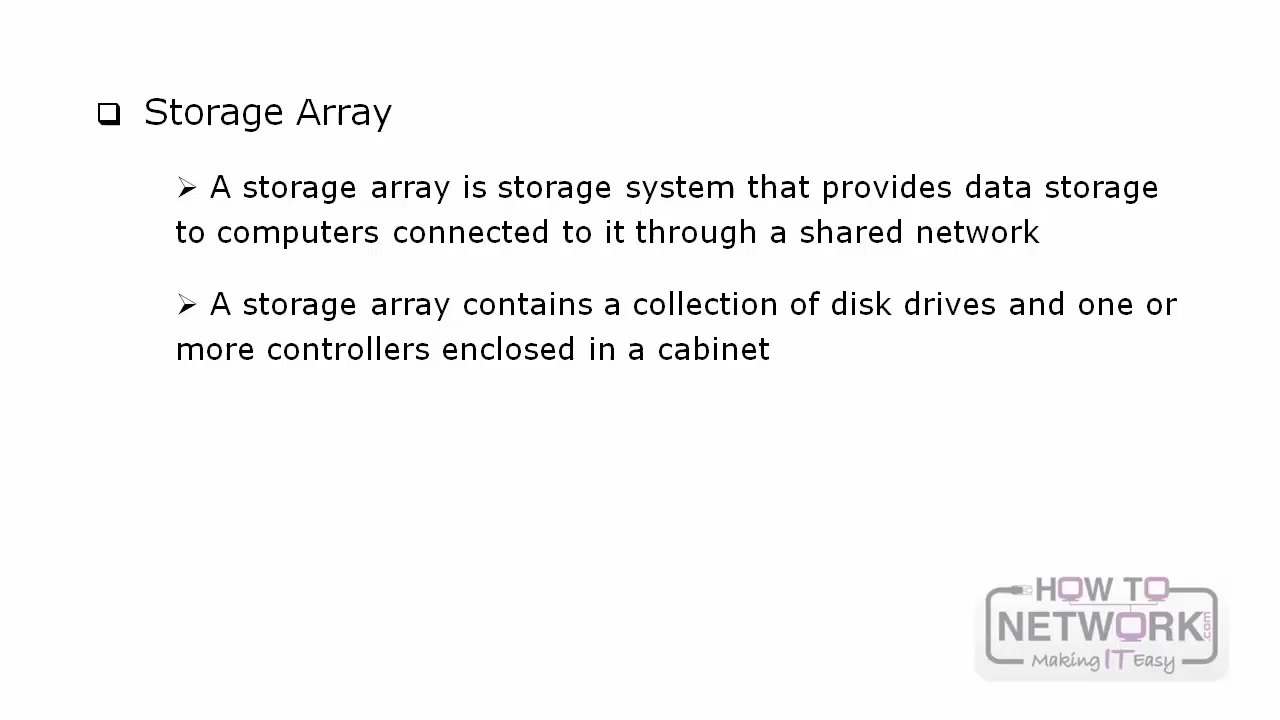 Storage Array
A storage array is storage system that provides data storage
to computers connected to it through a shared network
A storage array contains a collection of disk drives and one or
more controllers enclosed in a cabinet
HOW TO
NETWORK.com
Making IT Easy